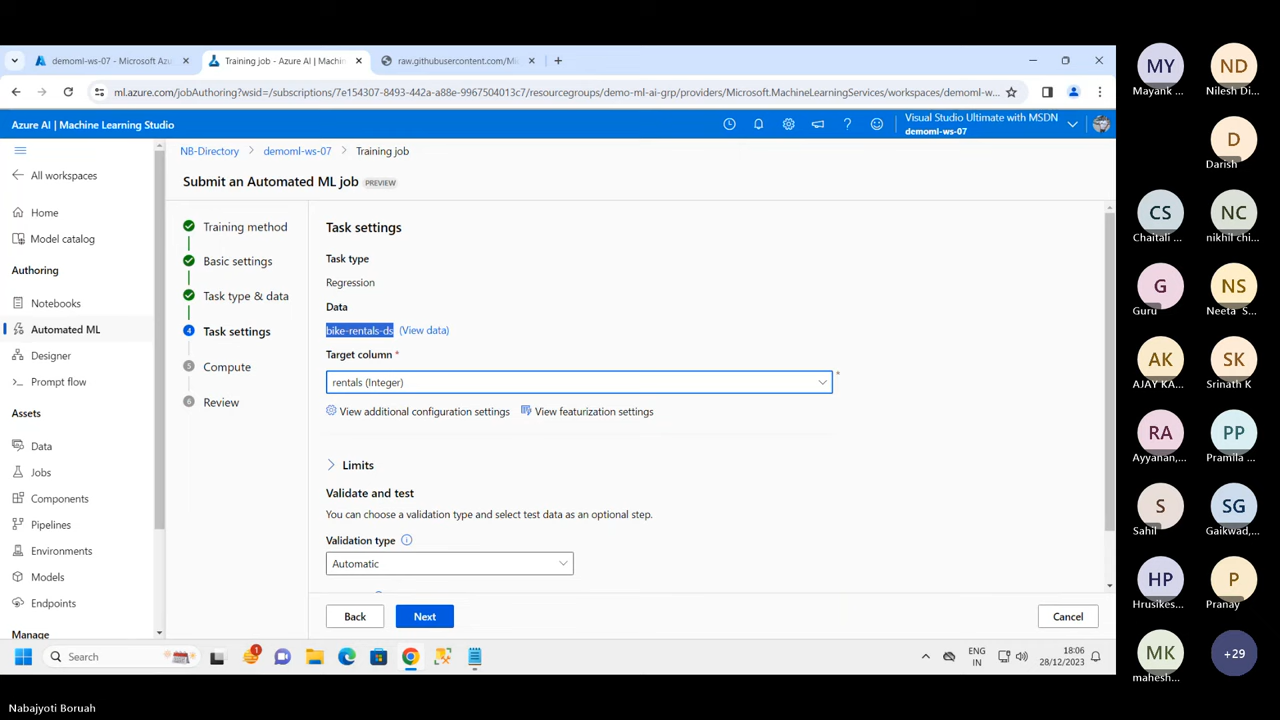 demoml-ws-07 - Microsoft Azu
Training job - Azure AI | Machin
raw.githubusercontent.com/Mi
ml.azure.com/jobAuthoring?wsid=/subscriptions/7e154307-8493-442a-a88e-9967504013c7/resourcegroups/demo-ml-ai-grp/providers/Microsoft.MachineLearningServices/workspaces/demoml-w...
Azure AI | Machine Learning Studio
Visual Studio Ultimate with MSDN
demoml-ws-07
All workspaces
Home
Model catalog
Authoring
Notebooks
Automated ML
Designer
Prompt flow
Assets
Data
Jobs
Components
Pipelines
Environments
Models
Endpoints
Manage
NB-Directory > demoml-ws-07 > Training job
Submit an Automated ML job PREVIEW
Training method
Basic settings
Task type & data
4 Task settings
5 Compute
6 Review
Task settings
Task type
Regression
Data
bike-rentals-ds (View data)
Target column *
rentals (Integer) *
View additional configuration settings View featurization settings
Limits
Validate and test
You can choose a validation type and select test data as an optional step.
Validation type
Automatic
Back Next Cancel
Search
1
ENG
IN
18:06
28/12/2023
MY
Mayank ...
ND
Nilesh Di...
D
Darish
CS
Chaitali ...
NC
nikhil chi...
G
Guru
NS
Neeta S...
AK
AJAY KA...
SK
Srinath K
RA
Ayyanan,...
PP
Pramila ...
S
Sahil
SG
Gaikwad,...
HP
Hrusikes...
P
Pranay
MK
mahesh...
+29
Nabajyoti Boruah